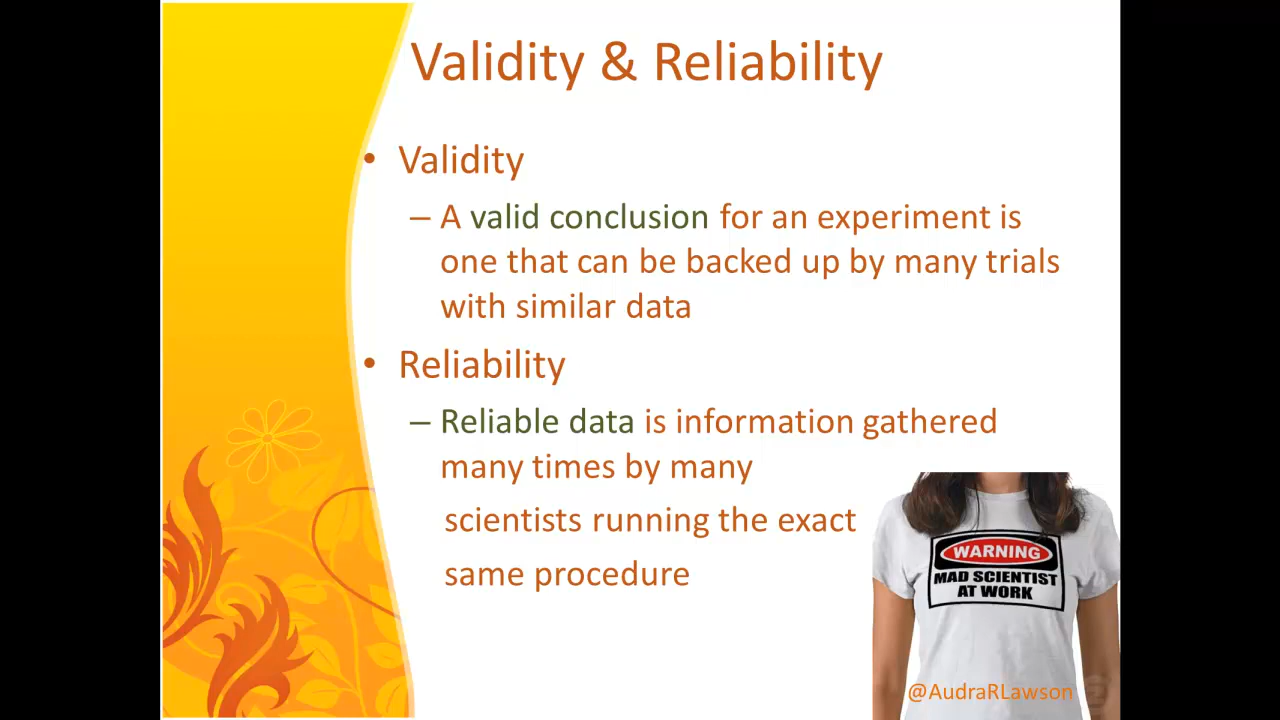 Validity & Reliability
• Validity
– A valid conclusion for an experiment is
one that can be backed up by many trials
with similar data
• Reliability
– Reliable data is information gathered
many times by many
scientists running the exact
same procedure
WARNING
MAD SCIENTIST
AT WORK
@AudraRLawson